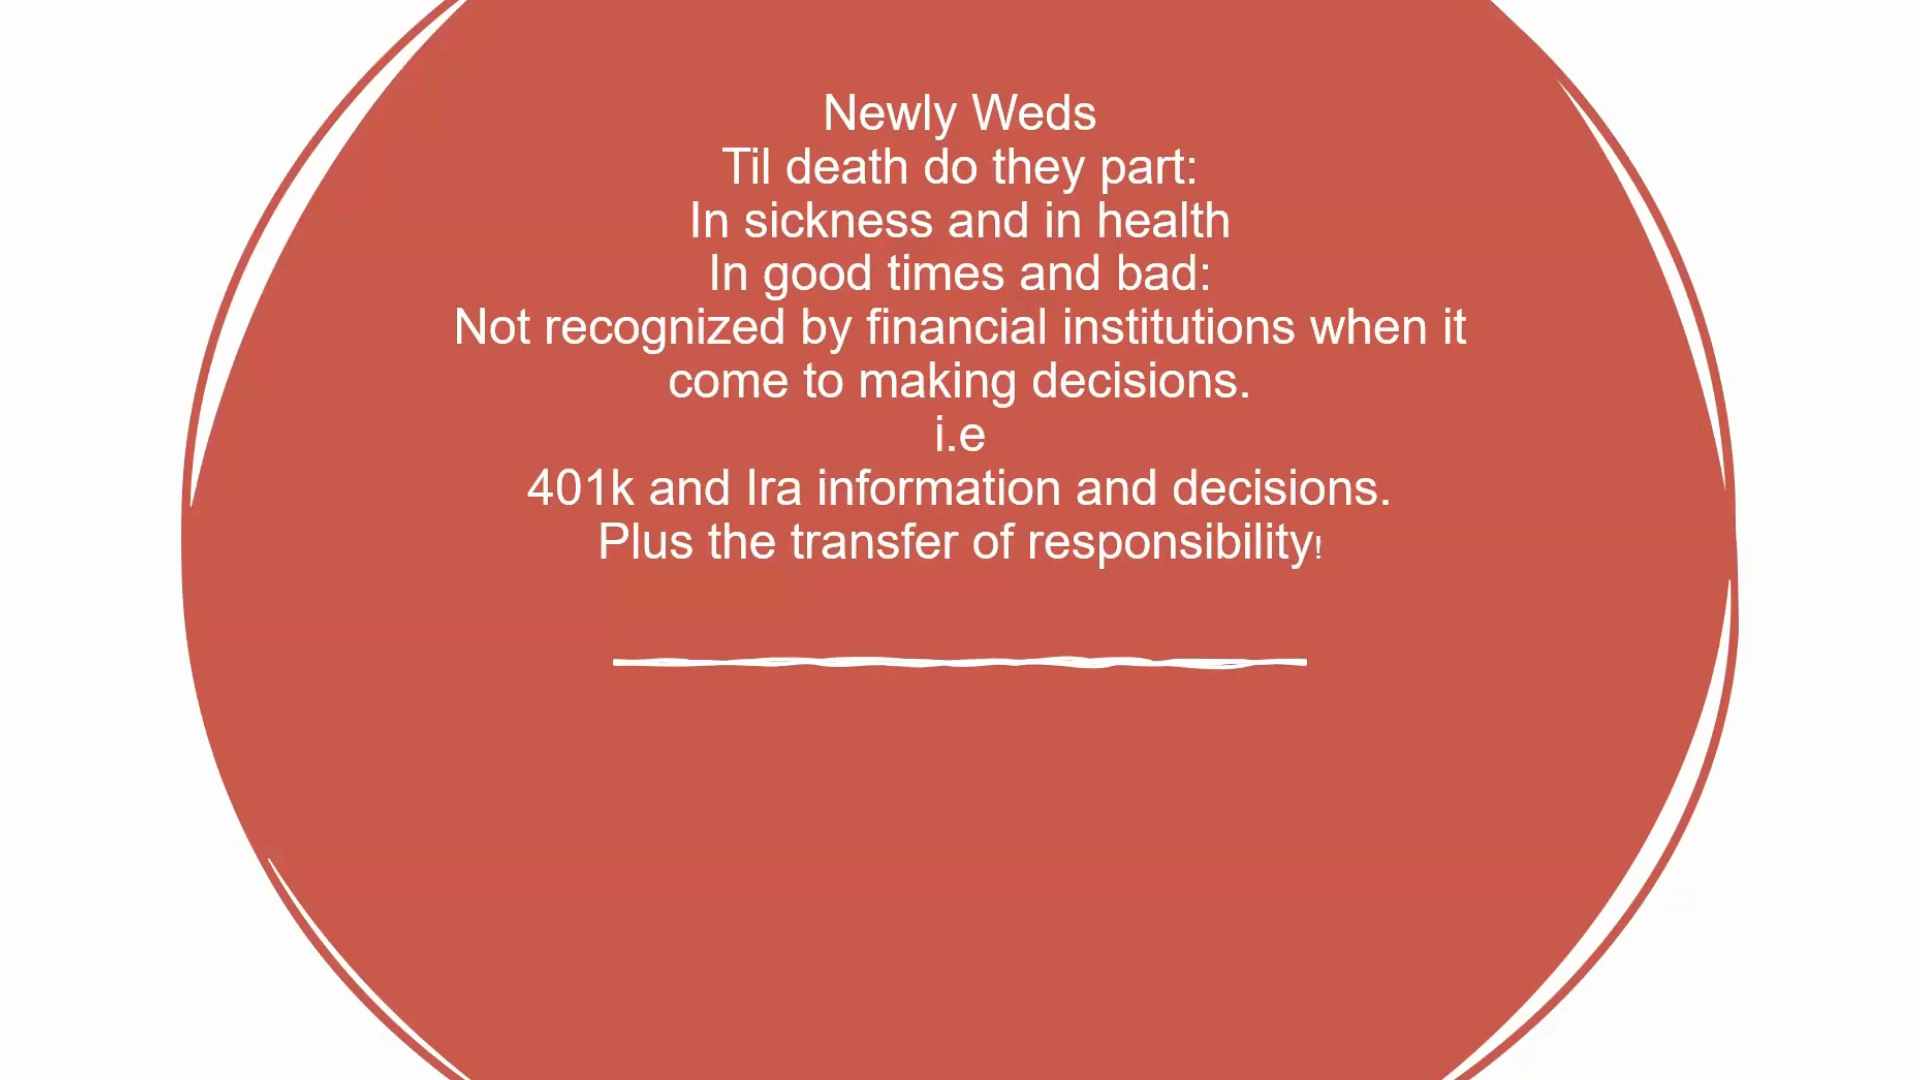 Newly Weds
Til death do they part:
In sickness and in health
In good times and bad:
Not recognized by financial institutions when it
come to making decisions.
i.e
401k and Ira information and decisions.
Plus the transfer of responsibility!